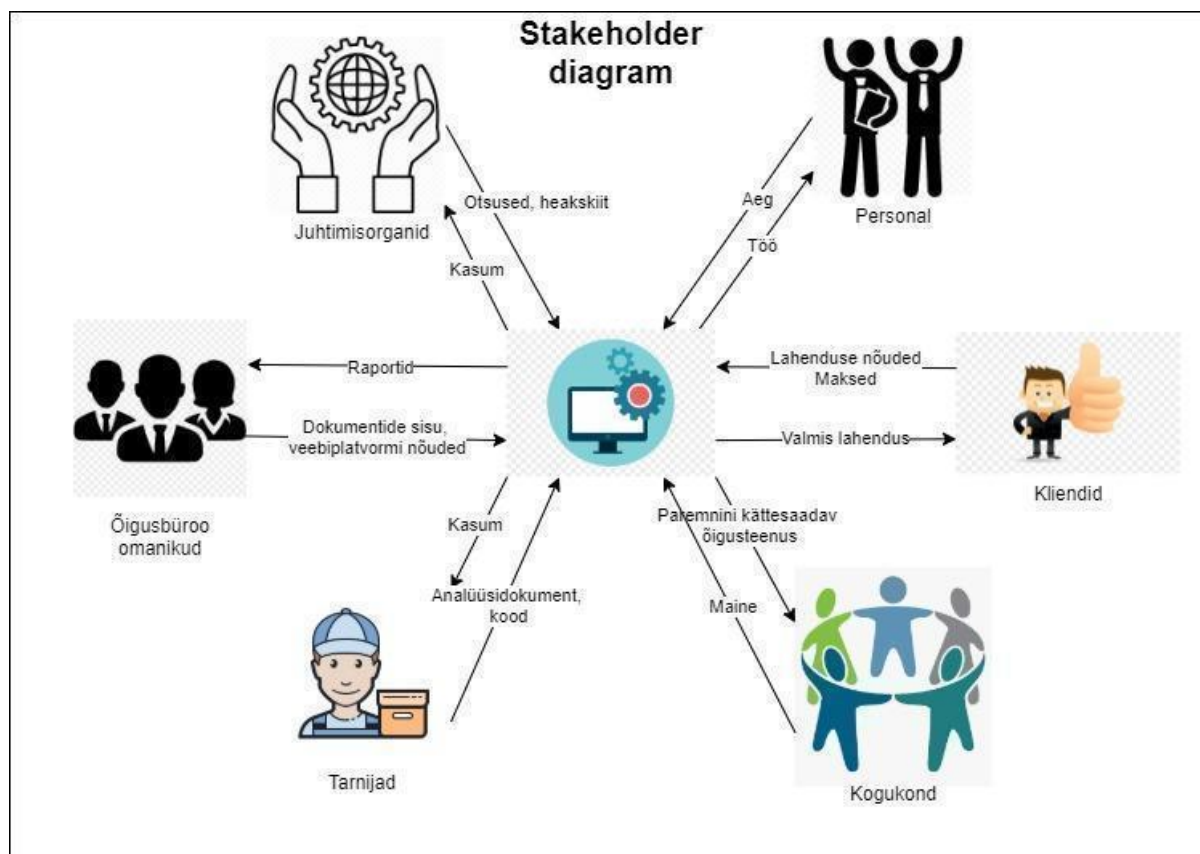 Stakeholder
diagram
Otsused, heakskiit
Juhtimisorganid
Kasum
Aeg
Personal
Töö
Raportid
Lahenduse nõuded
Maksed
Dokumentide sisu,
veebiplatvormi nõuded
Valmis lahendus
Õigusbüroo
omanikud
Kliendid
Kasum
Paremnini kättesaadav
õigusteenus
Analüüsidokument,
kood
Maine
Tarnijad
Kogukond